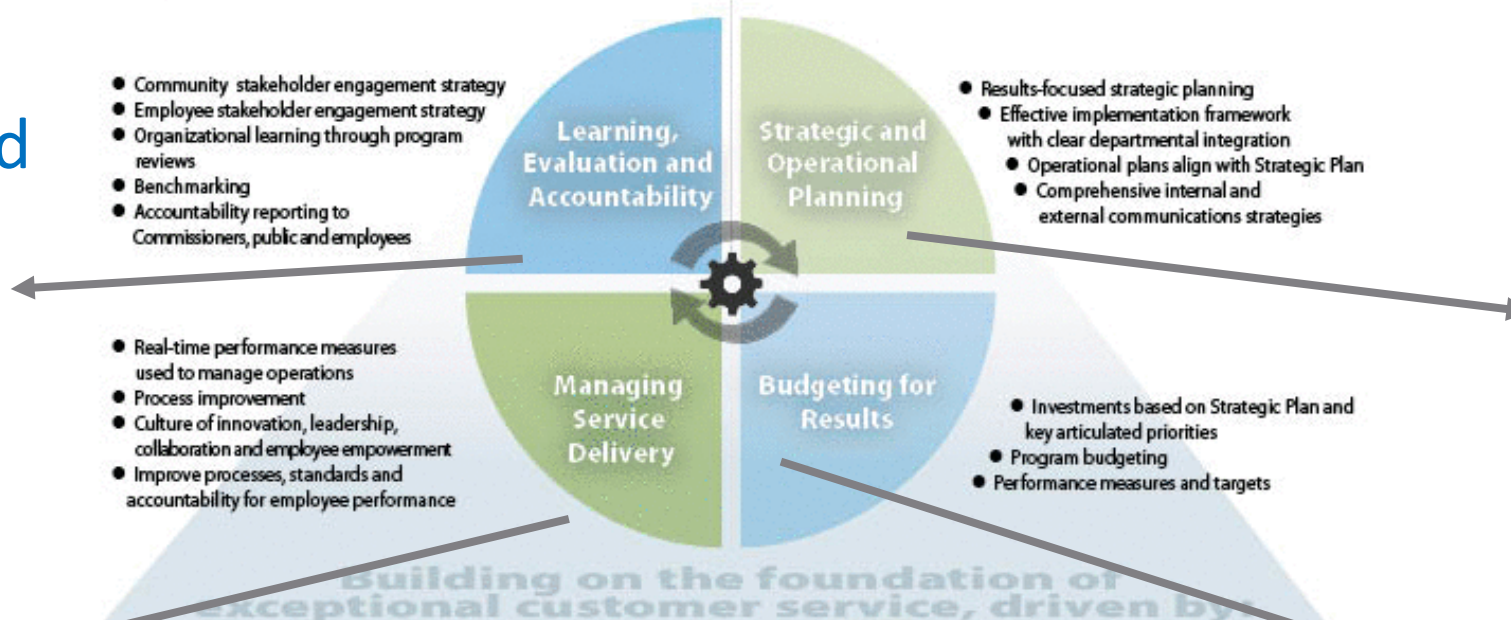 d
Community stakeholder engagement strategy
Employee stakeholder engagement strategy
Organizational learning through program
reviews
Benchmarking
Accountability reporting to
Commissioners, public and employees
Learning,
Evaluation and
Accountability
Strategic and
Operational
Planning
Results-focused strategic planning
Effective implementation framework
with clear departmental integration
Operational plans align with Strategic Plan
Comprehensive internal and
external communications strategies
Real-time performance measures
used to manage operations
Process improvement
Culture of innovation, leadership,
collaboration and employee empowerment
Improve processes, standards and
accountability for employee performance
Managing
Service
Delivery
Budgeting for
Results
Investments based on Strategic Plan and
key articulated priorities
Program budgeting
Performance measures and targets
Building on the foundation of
exceptional customer service, driven by: